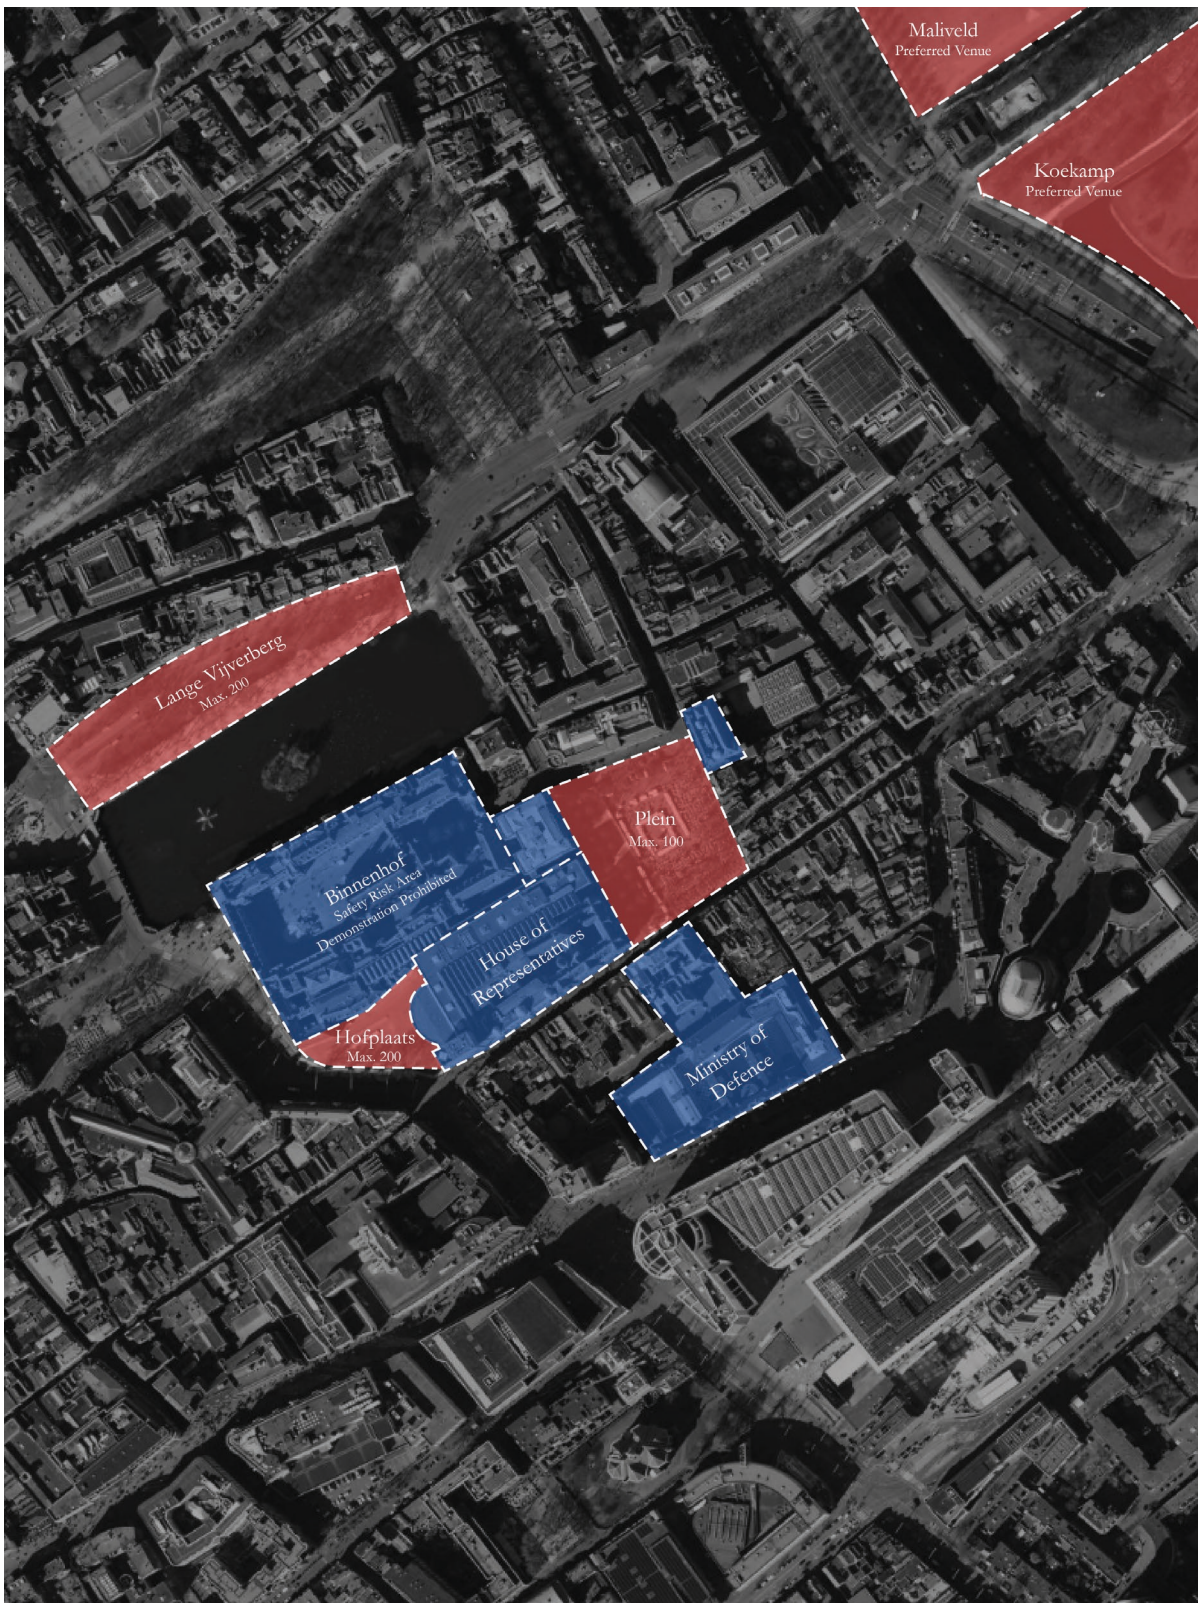 Maliveld
Preferred Venue
Koekamp
Preferred Venue
Lange Vijverberg
Max. 200
Plein
Max. 100
Binnenhof
Safety Risk Area
Demonstration Prohibited
House of
Representatives
Hofplaats
Max. 200
Ministry of
Defence